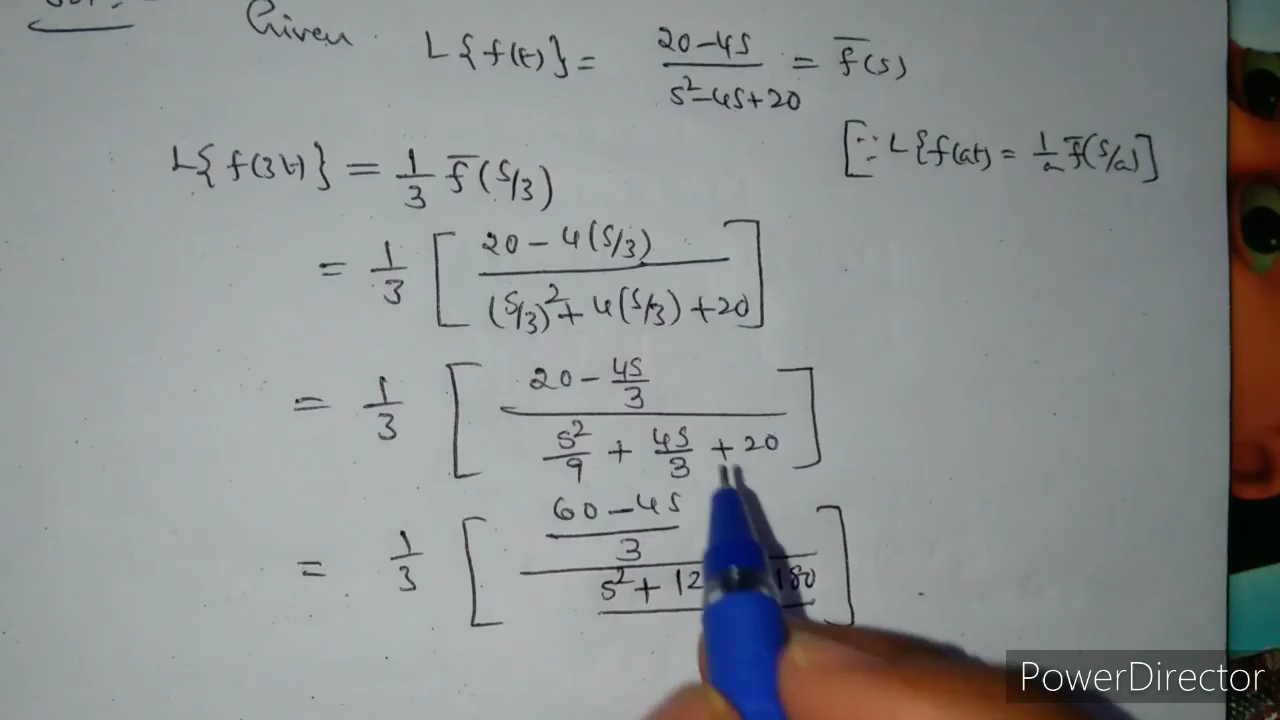 Given L{f(t)} = 20-4s / s²-4s+20 = f̅(s)
[∵ L{f(at) = 1/a f̅(s/a)]
L{f(3t)} = 1/3 f̅(s/3)
= 1/3 [ 20 - 4(s/3) / (s/3)² + 4(s/3) + 20 ]
= 1/3 [ 20 - 4s/3 / s²/9 + 4s/3 + 20 ]
= 1/3 [ 60-4s / 3 / s² + 12 180 ]
PowerDirector